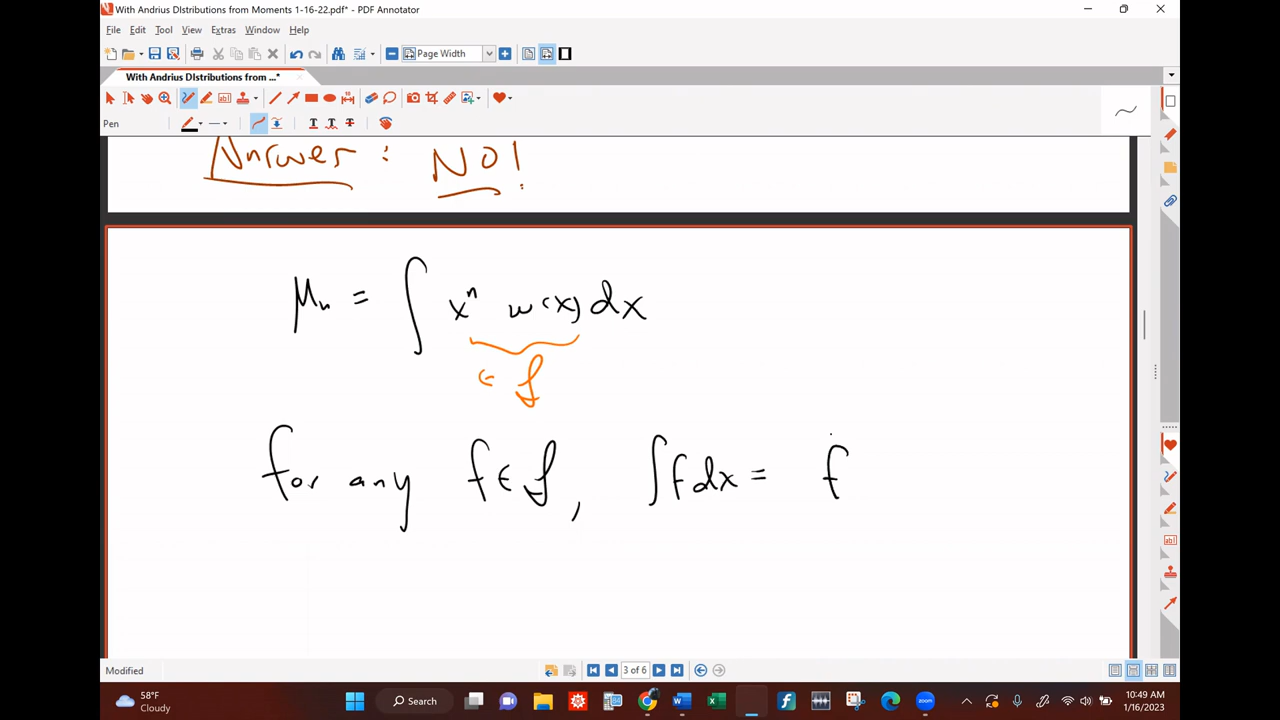 With Andrius DIstributions from Moments 1-16-22.pdf* - PDF Annotator
File Edit Tool View Extras Window Help
Page Width
With Andrius DIstributions from ...*
Pen
Answer : NO!
μₙ = ∫ xⁿ w(x) dx
∈ 𝒮
for any f ∈ 𝒮, ∫ f dx = f
Modified
3 of 6
58°F
Cloudy
Search
zoom
10:49 AM
1/16/2023